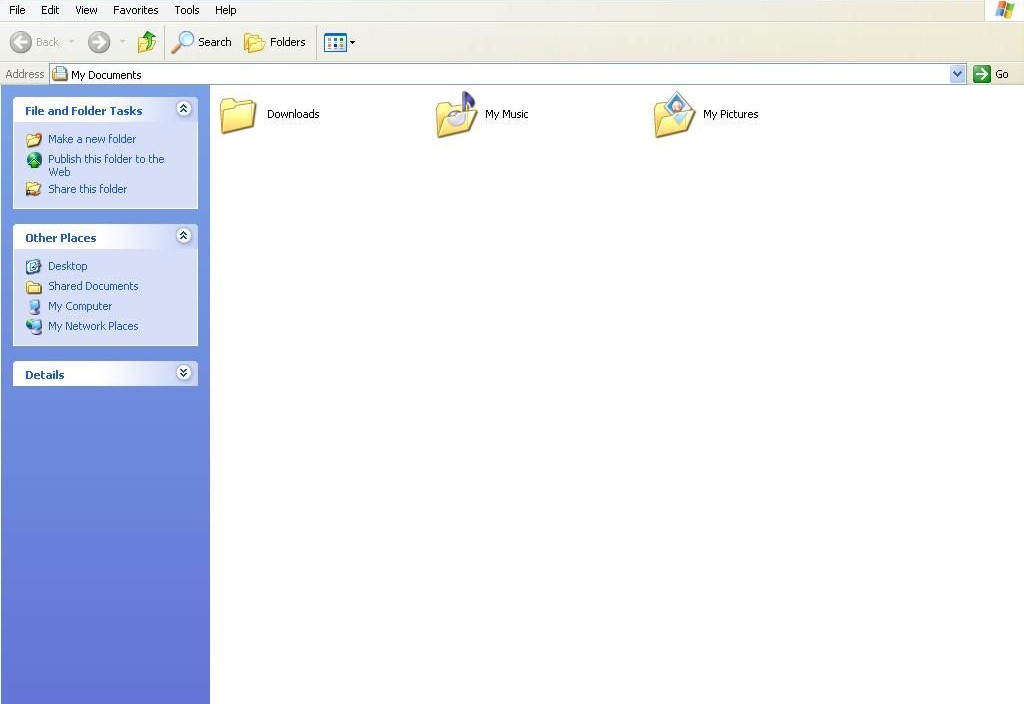 File Edit View Favorites Tools Help
Back Search Folders
Address My Documents Go
File and Folder Tasks
Make a new folder
Publish this folder to the
Web
Share this folder
Other Places
Desktop
Shared Documents
My Computer
My Network Places
Details
Downloads
My Music
My Pictures